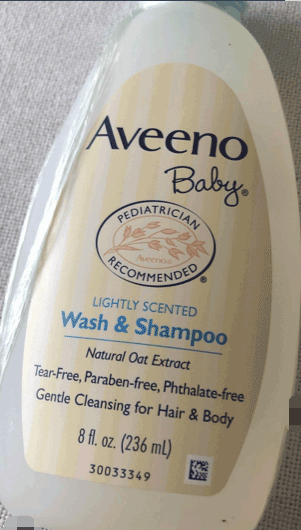 Aveeno
Baby®
PEDIATRICIAN
Aveeno®
RECOMMENDED®
LIGHTLY SCENTED
Wash & Shampoo
Natural Oat Extract
Tear-Free, Paraben-free, Phthalate-free
Gentle Cleansing for Hair & Body
8 fl. oz. (236 mL)
30033349